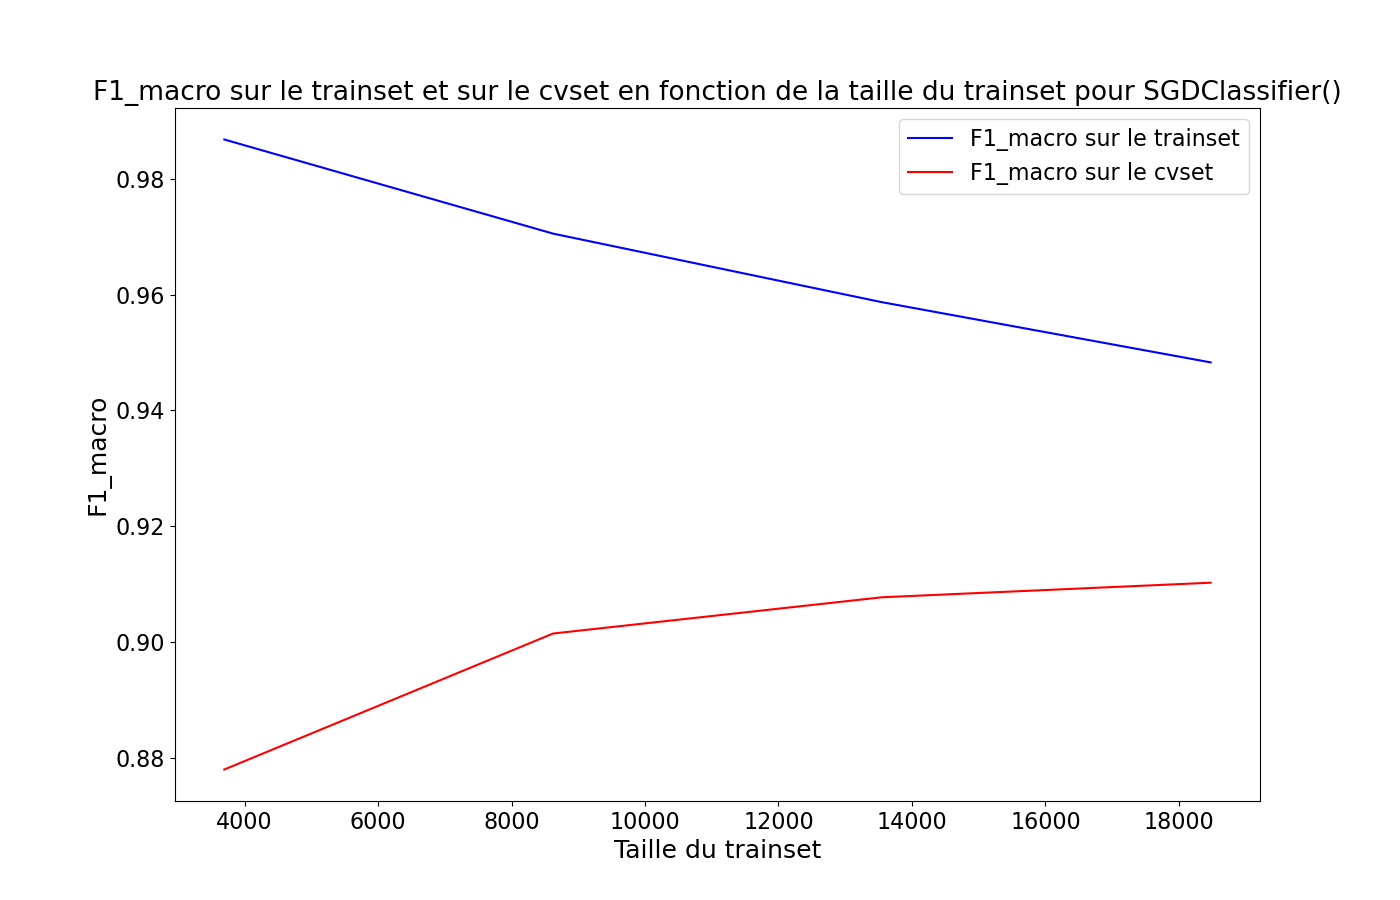 F1_macro sur le trainset et sur le cvset en fonction de la taille du trainset pour SGDClassifier()
F1_macro sur le trainset
F1_macro sur le cvset
0.98
0.96
0.94
0.92
0.90
0.88
F1_macro
4000 6000 8000 10000 12000 14000 16000 18000
Taille du trainset